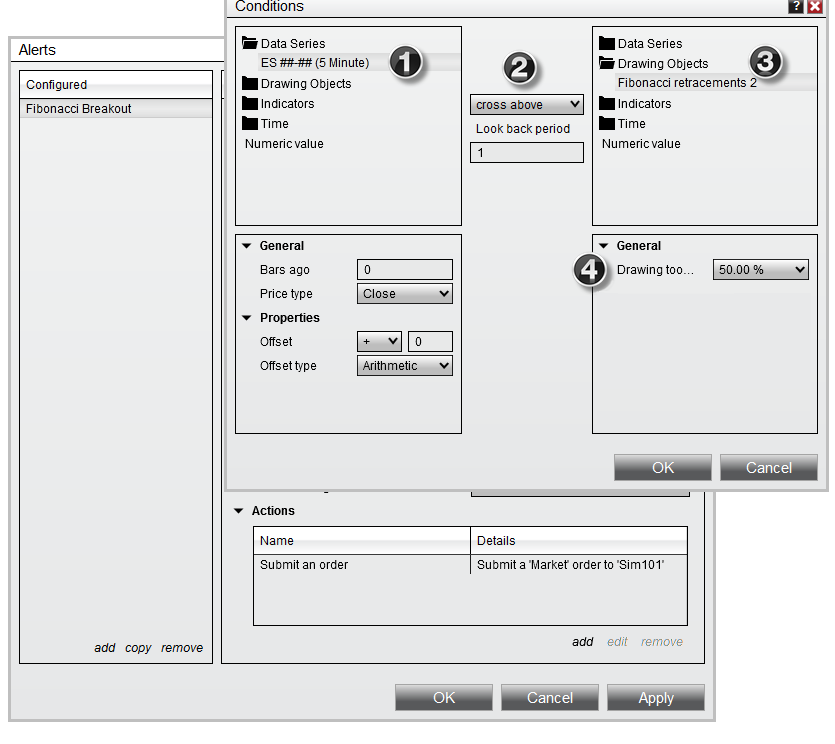 Conditions
?
Alerts
Configured
Fibonacci Breakout
Data Series
ES ##-## (5 Minute)
Drawing Objects
Indicators
Time
Numeric value
1
2
cross above
Look back period
1
Data Series
Drawing Objects
Fibonacci retracements 2
Indicators
Time
Numeric value
3
General
Bars ago 0
Price type Close
Properties
Offset + 0
Offset type Arithmetic
4
General
Drawing too... 50.00 %
OK Cancel
Actions
Name Details
Submit an order Submit a 'Market' order to 'Sim101'
add copy remove
add edit remove
OK Cancel Apply